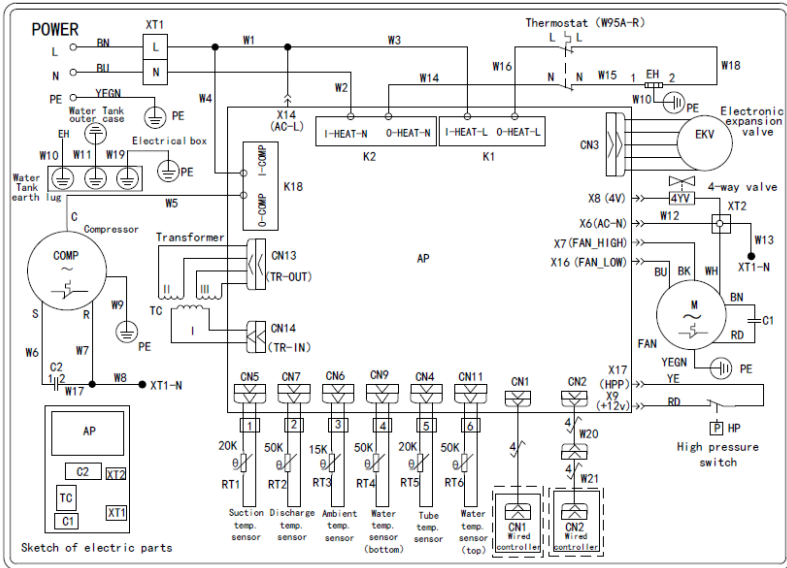 POWER
XT1
Thermostat (W95A-R)
L
BN
L
W1
W3
L
L
N
BU
N
W16
W18
PE
YEGN
PE
W4
W2
W14
N
N
W15
1
EH
2
W10
PE
Water Tank
outer case
X14
(AC-L)
I-HEAT-N
O-HEAT-N
I-HEAT-L
O-HEAT-L
K2
K1
CN3
EKV
Electronic
expansion
valve
EH
Electrical box
W10
W11
W19
PE
Water
Tank
earth lug
I-COMP
O-COMP
K18
X8 (4V)
4YV
4-way valve
W5
C
Compressor
X6(AC-N)
W12
XT2
X7(FAN_HIGH)
W13
X16 (FAN_LOW)
XT1-N
COMP
~
Transformer
CN13
(TR-OUT)
AP
BU
BK
WH
II
III
TC
I
W9
PE
CN14
(TR-IN)
M
~
BN
C1
RD
FAN
S
R
W6
W7
YEGN
PE
C2
1
2
W17
W8
XT1-N
CN5
CN7
CN6
CN9
CN4
CN11
CN1
CN2
X17
(HPP)
YE
X9
(+12v)
RD
1
2
3
4
5
6
P
HP
High pressure
switch
20K
50K
15K
50K
20K
50K
θ
θ
θ
θ
θ
θ
RT1
RT2
RT3
RT4
RT5
RT6
4
4
W20
4
W21
AP
C2
XT2
TC
XT1
C1
Sketch of electric parts
Suction
temp.
sensor
Discharge
temp.
sensor
Ambient
temp.
sensor
Water
temp.
sensor
(bottom)
Tube
temp.
sensor
Water
temp.
sensor
(top)
CN1
Wired
controller
CN2
Wired
controller